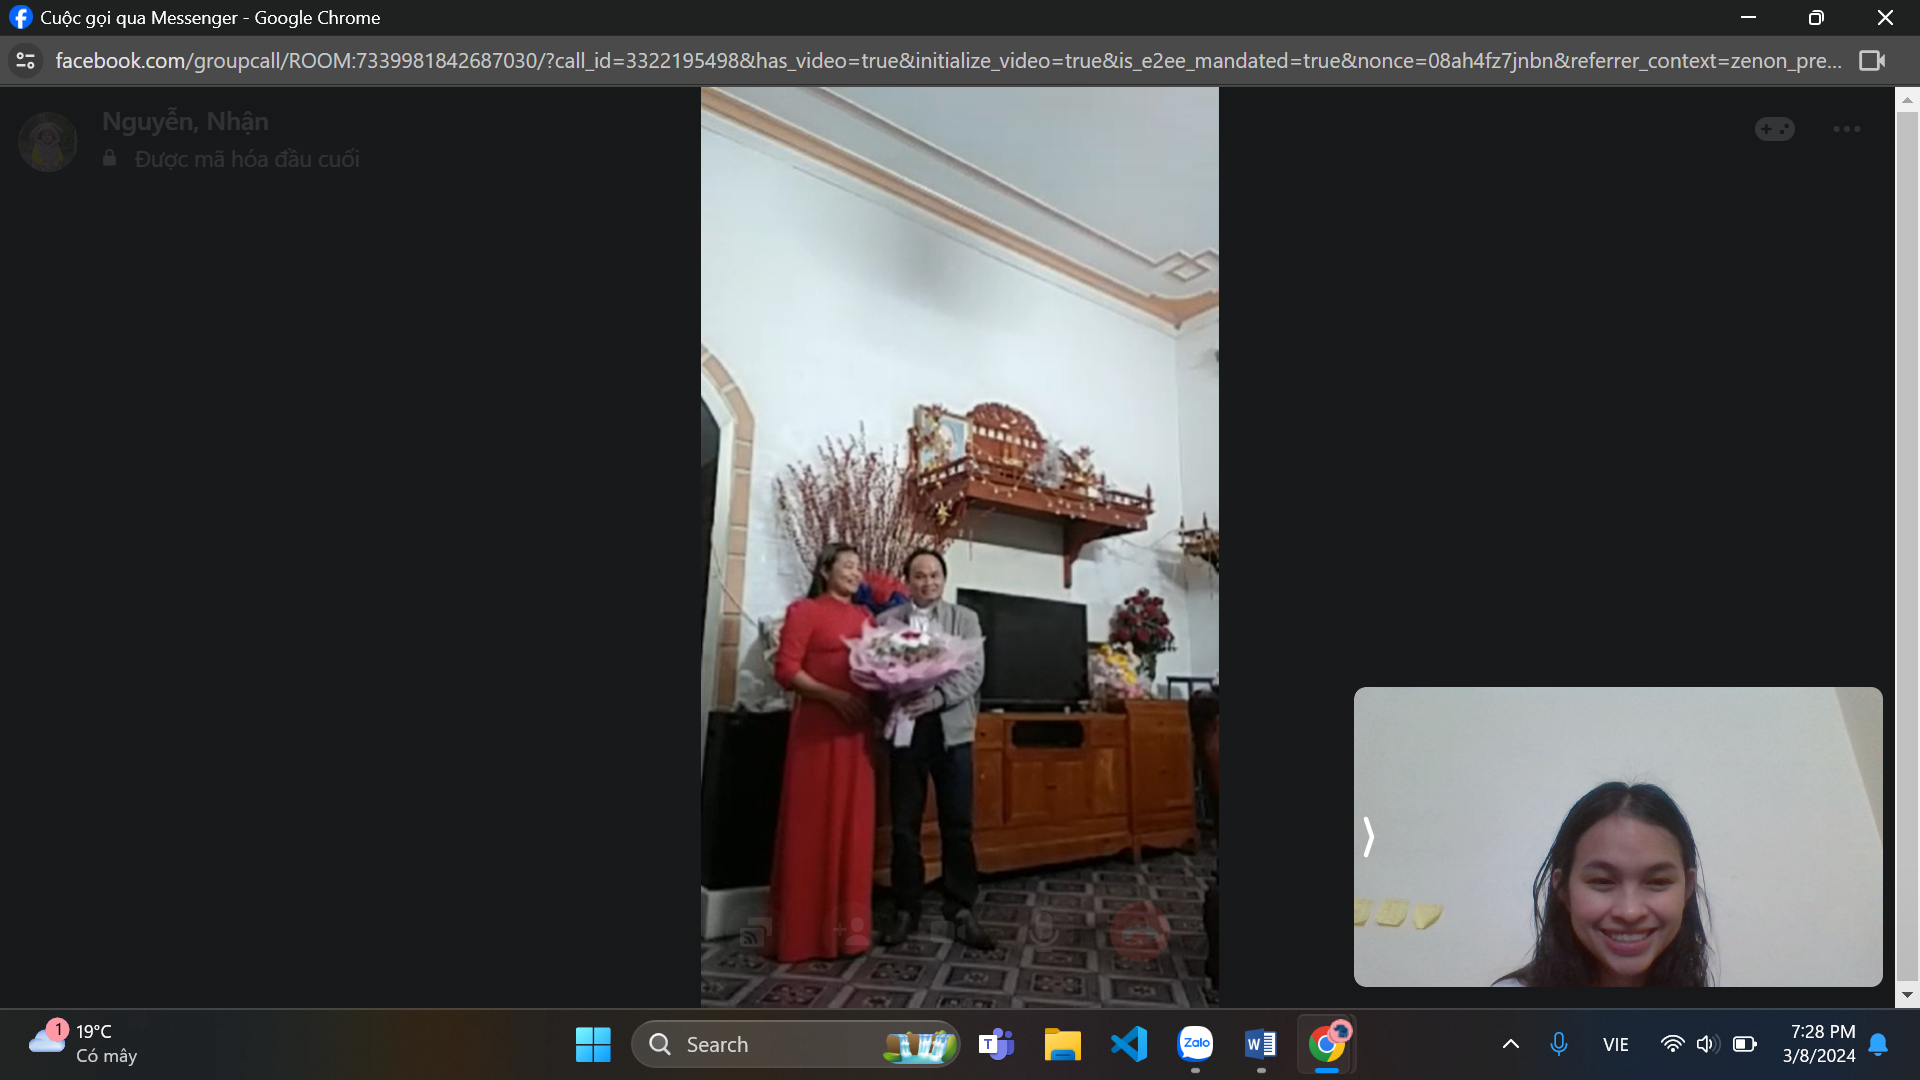 Cuộc gọi qua Messenger - Google Chrome
facebook.com/groupcall/ROOM:7339981842687030/?call_id=3322195498&has_video=true&initialize_video=true&is_e2ee_mandated=true&nonce=08ah4fz7jnbn&referrer_context=zenon_pre...
Nguyễn, Nhận
Được mã hóa đầu cuối
1
19°C
Có mây
Search
T
Zalo
W
VIE
7:28 PM
3/8/2024